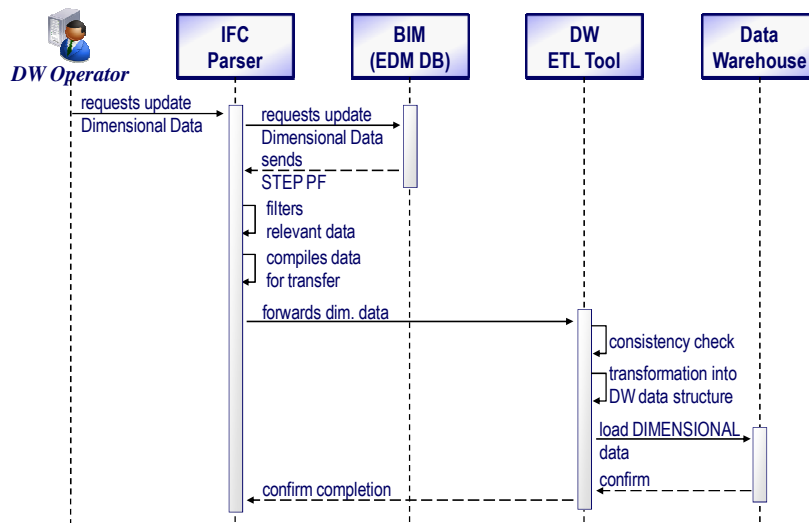 IFC
Parser
BIM
(EDM DB)
DW
ETL Tool
Data
Warehouse
DW Operator
requests update
Dimensional Data
requests update
Dimensional Data
sends
STEP PF
filters
relevant data
compiles data
for transfer
forwards dim. data
consistency check
transformation into
DW data structure
load DIMENSIONAL
data
confirm
confirm completion